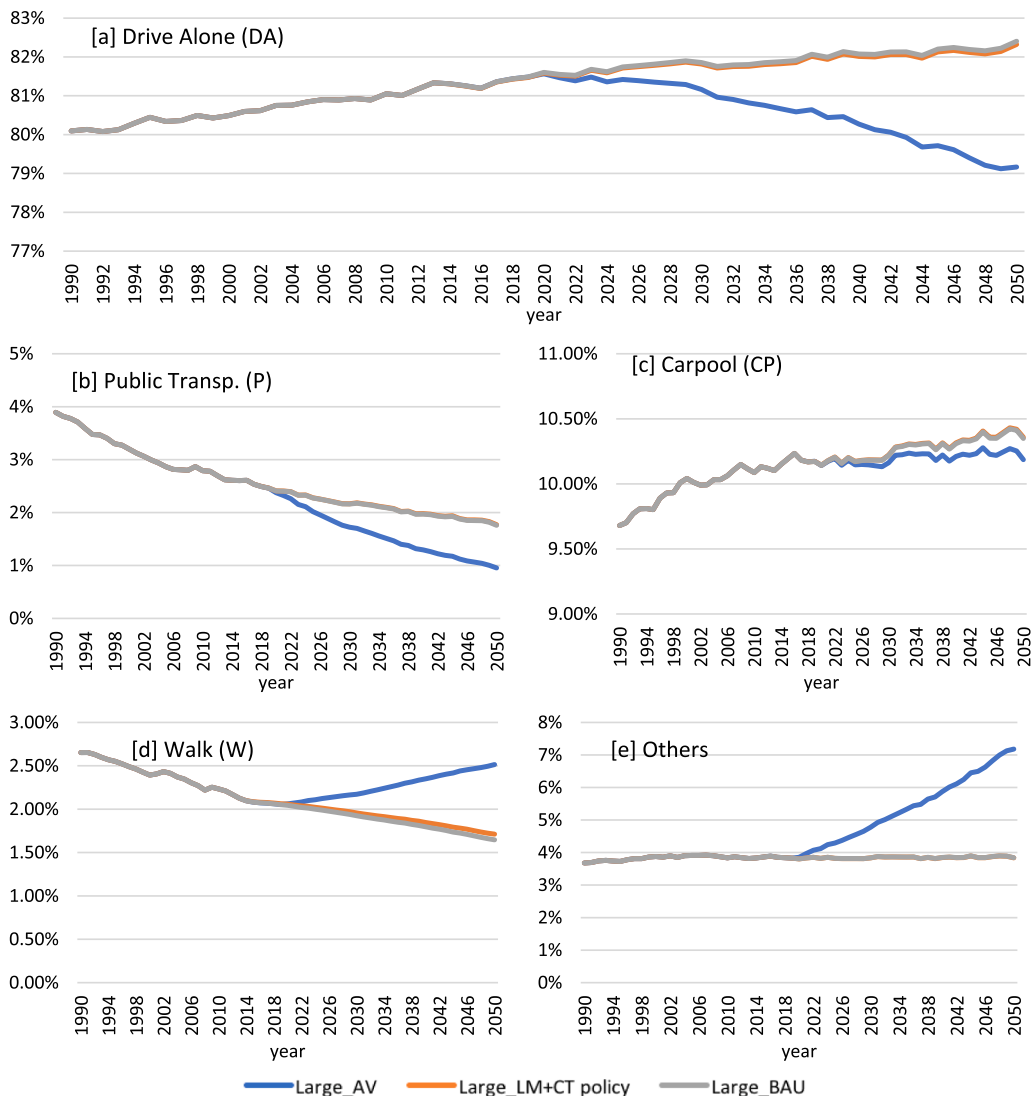 [a] Drive Alone (DA)
83%
82%
81%
80%
79%
78%
77%
1990 1992 1994 1996 1998 2000 2002 2004 2006 2008 2010 2012 2014 2016 2018 2020 2022 2024 2026 2028 2030 2032 2034 2036 2038 2040 2042 2044 2046 2048 2050
year
[b] Public Transp. (P)
5%
4%
3%
2%
1%
0%
1990 1994 1998 2002 2006 2010 2014 2018 2022 2026 2030 2034 2038 2042 2046 2050
year
[c] Carpool (CP)
11.00%
10.50%
10.00%
9.50%
9.00%
1990 1994 1998 2002 2006 2010 2014 2018 2022 2026 2030 2034 2038 2042 2046 2050
year
[d] Walk (W)
3.00%
2.50%
2.00%
1.50%
1.00%
0.50%
0.00%
1990 1994 1998 2002 2006 2010 2014 2018 2022 2026 2030 2034 2038 2042 2046 2050
year
[e] Others
8%
7%
6%
5%
4%
3%
2%
1%
0%
1990 1994 1998 2002 2006 2010 2014 2018 2022 2026 2030 2034 2038 2042 2046 2050
year
Large_AV Large_LM+CT policy Large_BAU